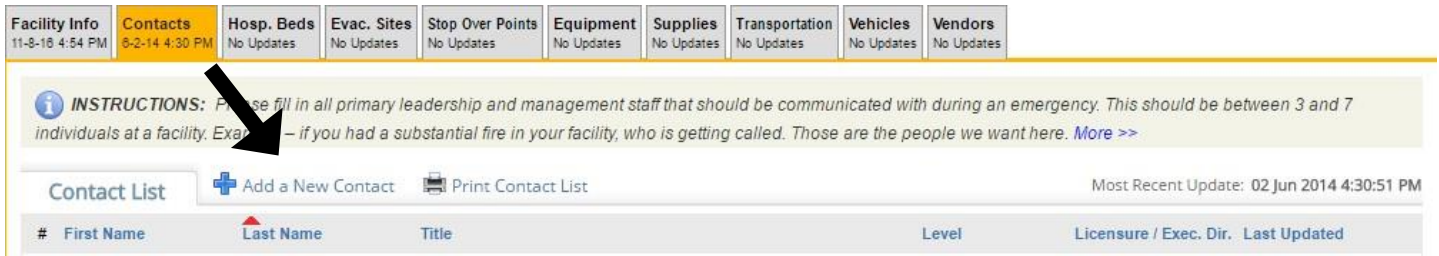 Facility Info Contacts Hosp. Beds Evac. Sites Stop Over Points Equipment Supplies Transportation Vehicles Vendors
11-8-16 4:54 PM 6-2-14 4:30 PM No Updates No Updates No Updates No Updates No Updates No Updates No Updates No Updates
INSTRUCTIONS: fill in all primary leadership and management staff that should be communicated with during an emergency. This should be between 3 and 7
individuals at a facility. – if you had a substantial fire in your facility, who is getting called. Those are the people we want here. More >>
Contact List Add a New Contact Print Contact List Most Recent Update: 02 Jun 2014 4:30:51 PM
# First Name Last Name Title Level Licensure / Exec. Dir. Last Updated